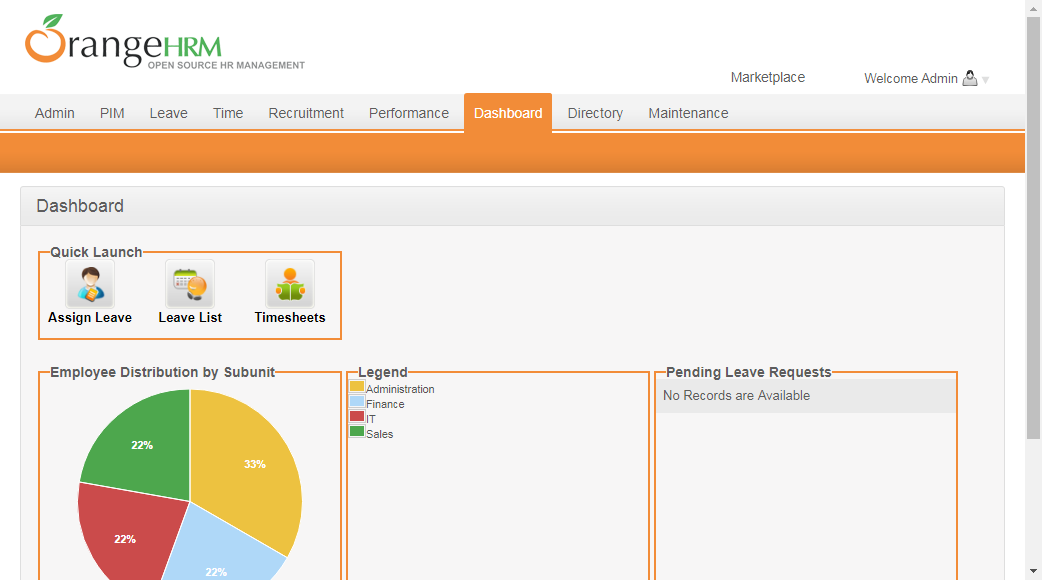 OrangeHRM
OPEN SOURCE HR MANAGEMENT
Marketplace Welcome Admin
Admin PIM Leave Time Recruitment Performance Dashboard Directory Maintenance
Dashboard
Quick Launch
Assign Leave Leave List Timesheets
Employee Distribution by Subunit
22%
33%
22%
22%
Legend
Administration
Finance
IT
Sales
Pending Leave Requests
No Records are Available